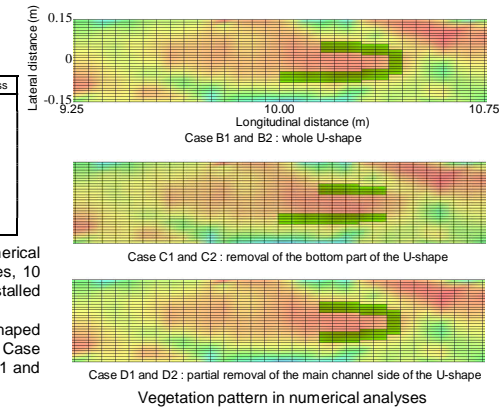 ss
nerical
es, 10
stalled
haped
Case
1 and
Lateral distance (m)
0.15
0
-0.15
9.25
10.00
10.75
Longitudinal distance (m)
Case B1 and B2 : whole U-shape
Case C1 and C2 : removal of the bottom part of the U-shape
Case D1 and D2 : partial removal of the main channel side of the U-shape
Vegetation pattern in numerical analyses